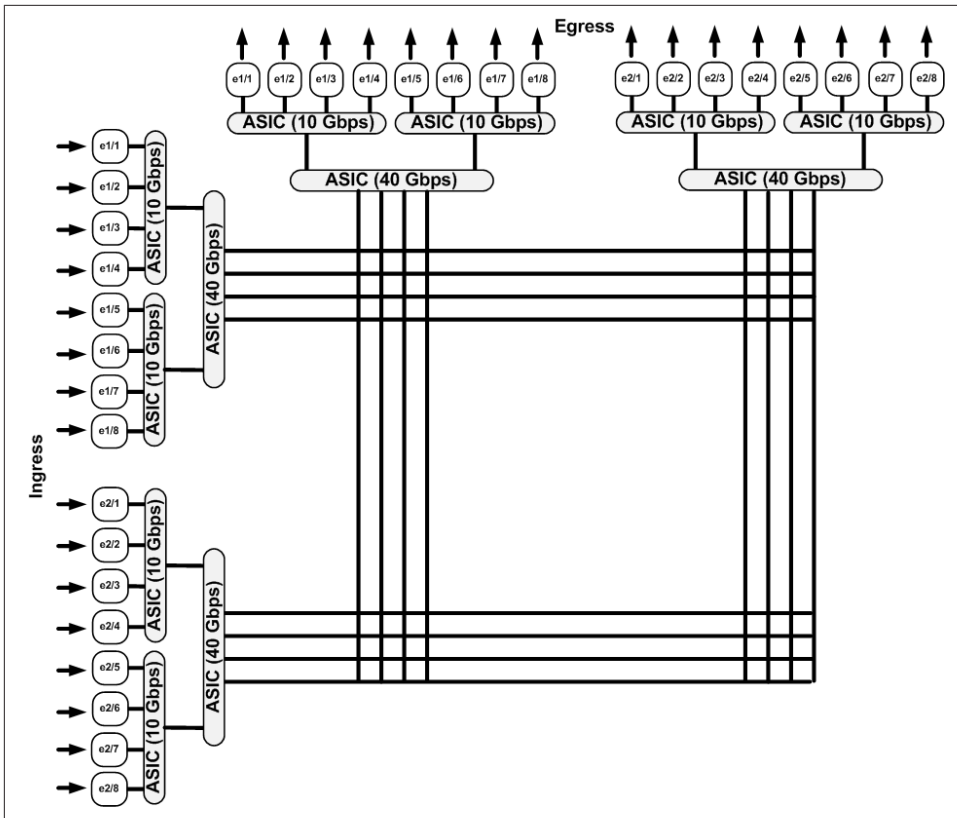 Egress
e1/1 e1/2 e1/3 e1/4 e1/5 e1/6 e1/7 e1/8 e2/1 e2/2 e2/3 e2/4 e2/5 e2/6 e2/7 e2/8
ASIC (10 Gbps) ASIC (10 Gbps) ASIC (10 Gbps) ASIC (10 Gbps)
ASIC (40 Gbps) ASIC (40 Gbps)
Ingress
e1/1
e1/2
e1/3
e1/4
ASIC (10 Gbps)
e1/5
e1/6
e1/7
e1/8
ASIC (10 Gbps)
ASIC (40 Gbps)
e2/1
e2/2
e2/3
e2/4
ASIC (10 Gbps)
e2/5
e2/6
e2/7
e2/8
ASIC (10 Gbps)
ASIC (40 Gbps)